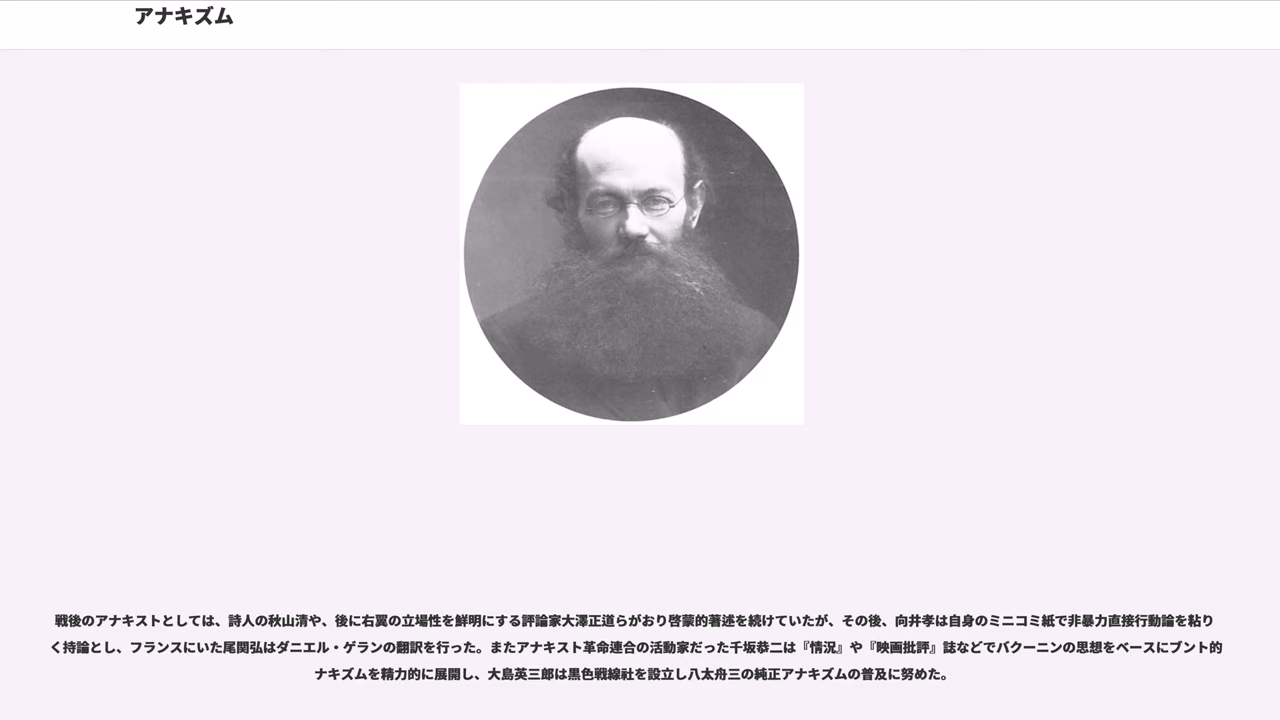 アナキズム
戦後のアナキストとしては、詩人の秋山清や、後に右翼の立場性を鮮明にする評論家大澤正道らがおり啓蒙的著述を続けていたが、その後、向井孝は自身のミニコミ紙で非暴力直接行動論を粘り
く持論とし、フランスにいた尾関弘はダニエル・ゲランの翻訳を行った。またアナキスト革命連合の活動家だった千坂恭二は『情況』や『映画批評』誌などでバクーニンの思想をベースにブント的
ナキズムを精力的に展開し、大島英三郎は黒色戦線社を設立し八太舟三の純正アナキズムの普及に努めた。